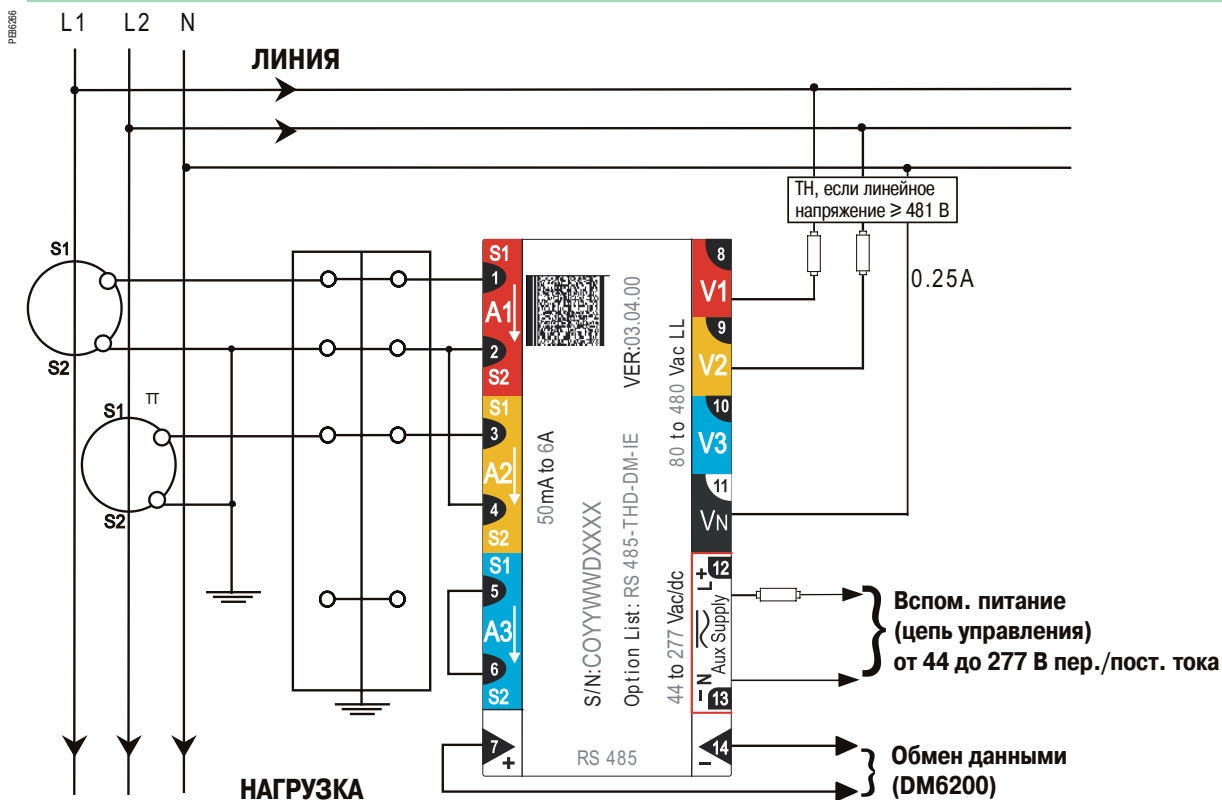 PE86266
L1 L2 N
ЛИНИЯ
ТН, если линейное
напряжение ≥ 481 В
0.25A
S1
S2
S1
π
S2
S1
1
A1
2
S2
S1
3
A2
4
S2
S1
5
A3
6
S2
7
+
50mA to 6A
S/N:COYYWWDXXXX
Option List: RS 485-THD-DM-IE
VER:03.04.00
80 to 480 Vac LL
44 to 277 Vac/dc
RS 485
8
V1
9
V2
10
V3
11
VN
12
L+
Aux Supply
– N
13
14
–
Вспом. питание
(цепь управления)
от 44 до 277 В пер./пост. тока
Обмен данными
(DM6200)
НАГРУЗКА